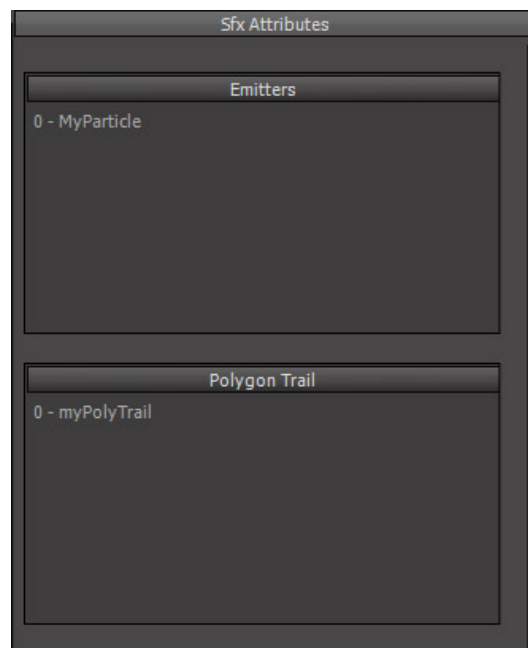 Sfx Attributes
Emitters
0 - MyParticle
Polygon Trail
0 - myPolyTrail